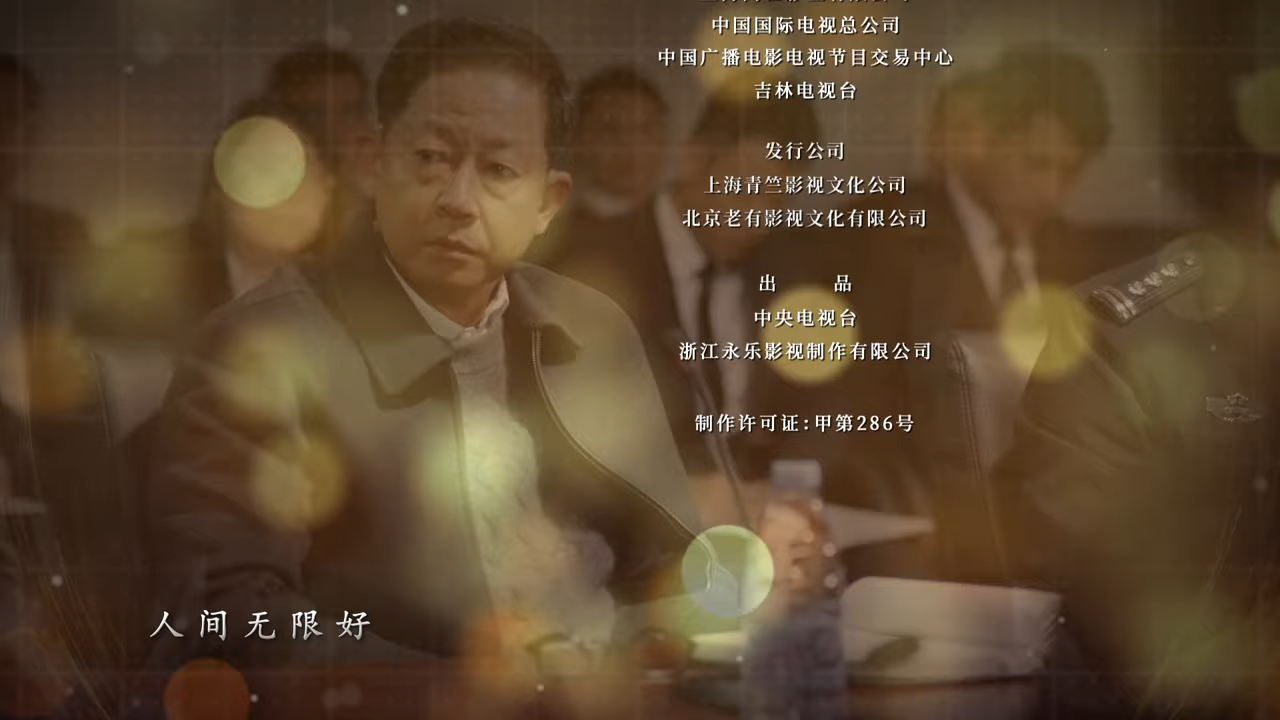 中国国际电视总公司
中国广播电影电视节目交易中心
吉林电视台
发行公司
上海青竺影视文化公司
北京老有影视文化有限公司
出 品
中央电视台
浙江永乐影视制作有限公司
制作许可证:甲第286号
人间无限好